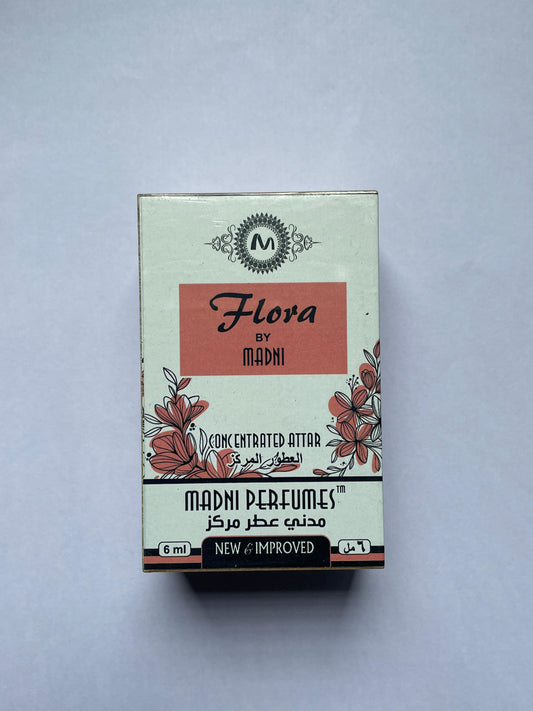 M
Flora
BY
MADNI
CONCENTRATED ATTAR
العطور المركز
MADNI PERFUMES™
مدني عطر مركز
6 ml
NEW & IMPROVED
٦ مل